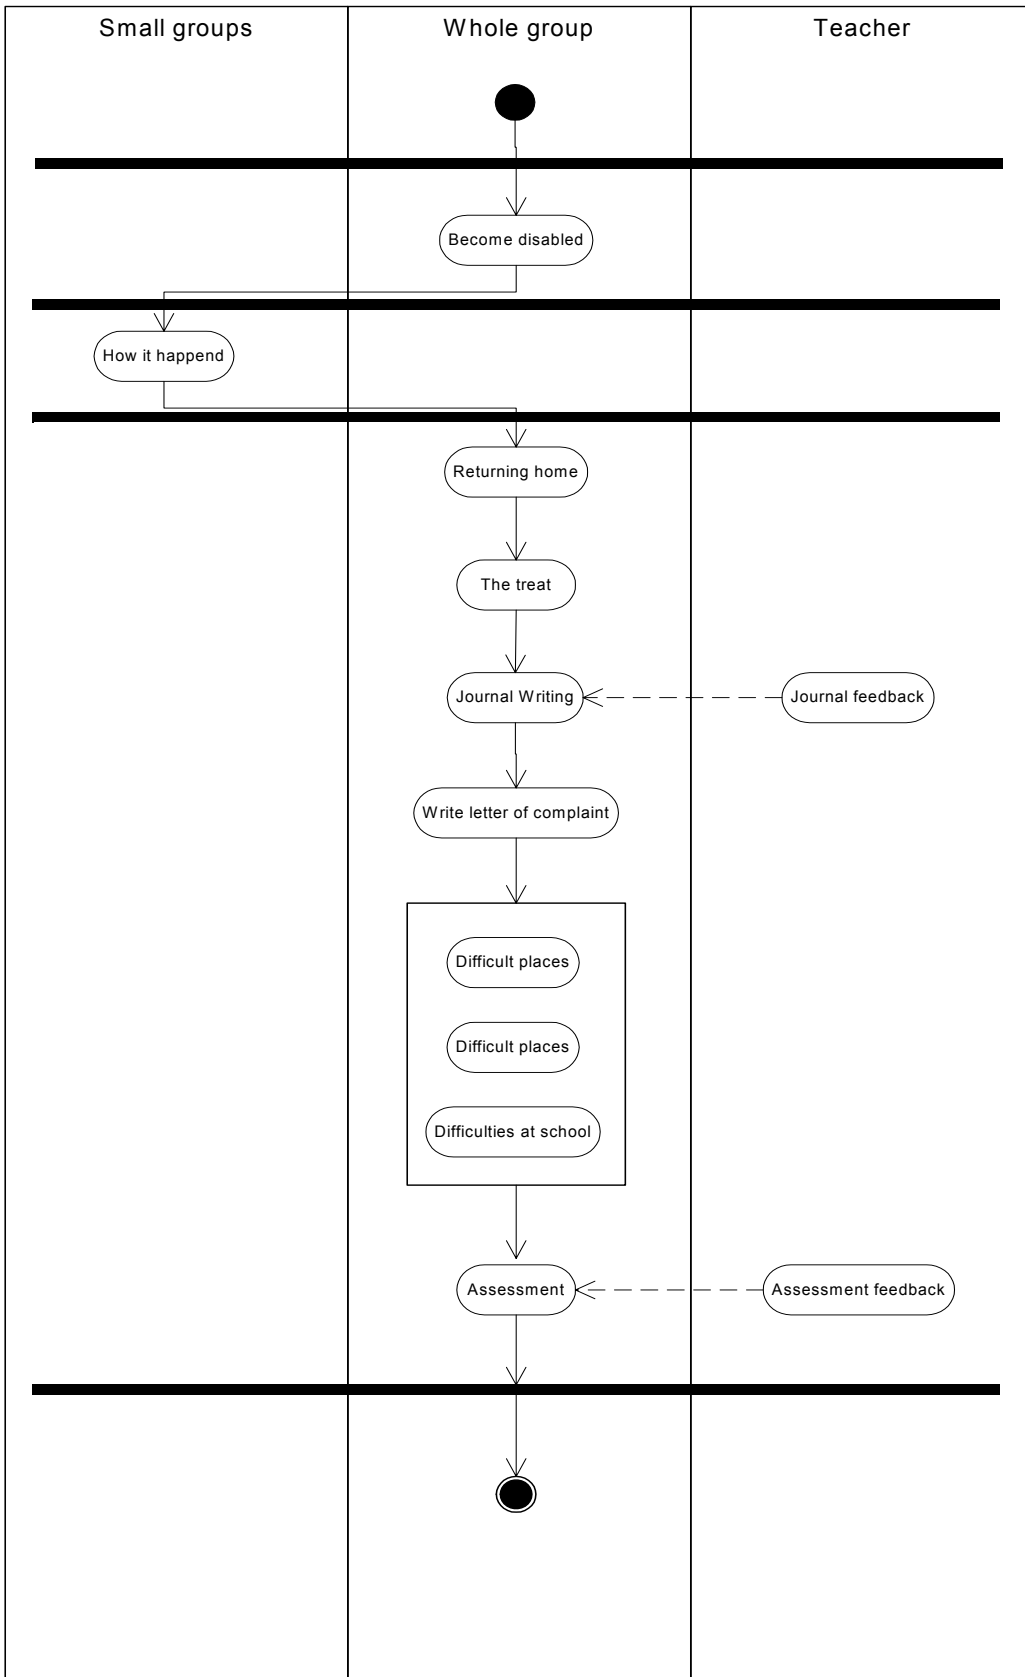 Small groups
Whole group
Teacher
Become disabled
How it happend
Returning home
The treat
Journal Writing
Journal feedback
Write letter of complaint
Difficult places
Difficult places
Difficulties at school
Assessment
Assessment feedback